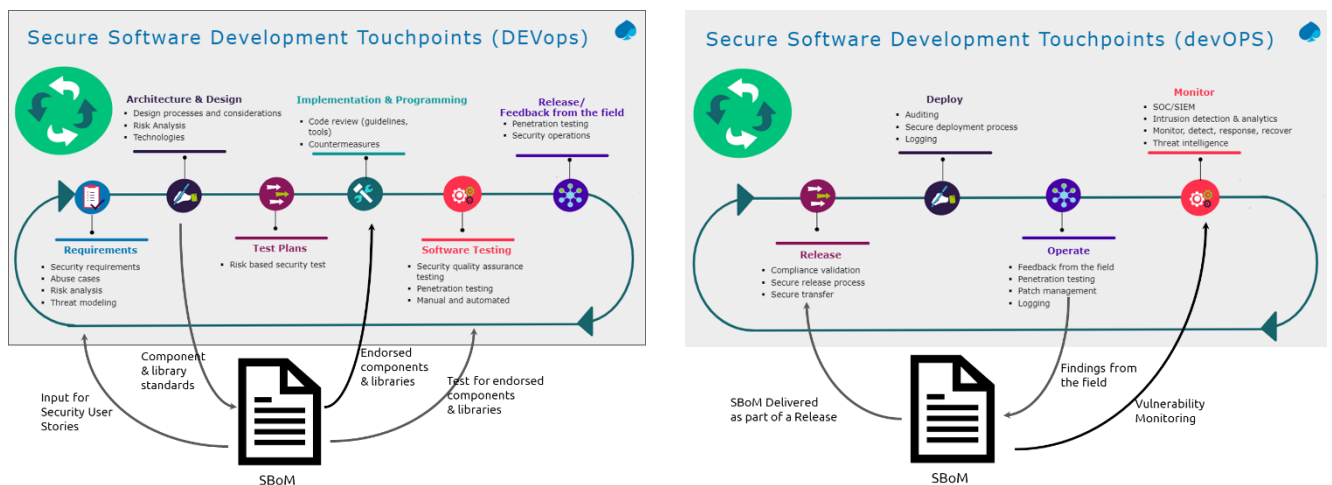 Secure Software Development Touchpoints (DEVops)
Architecture & Design
• Design processes and considerations
• Risk Analysis
• Technologies
Implementation & Programming
• Code review (guidelines,
tools)
• Countermeasures
Release/
Feedback from the field
• Penetration testing
• Security operations
Requirements
• Security requirements
• Abuse cases
• Risk analysis
• Threat modeling
Test Plans
• Risk based security test
Software Testing
• Security quality assurance
testing
• Penetration testing
• Manual and automated
Input for
Security User
Stories
Component
& library
standards
Endorsed
components
& libraries
Test for endorsed
components
& libraries
SBoM
Secure Software Development Touchpoints (devOPS)
Deploy
• Auditing
• Secure deployment process
• Logging
Monitor
• SOC/SIEM
• Intrusion detection & analytics
• Monitor, detect, response, recover
• Threat intelligence
Release
• Compliance validation
• Secure release process
• Secure transfer
Operate
• Feedback from the field
• Penetration testing
• Patch management
• Logging
SBoM Delivered
as part of a Release
Findings from
the field
Vulnerability
Monitoring
SBoM